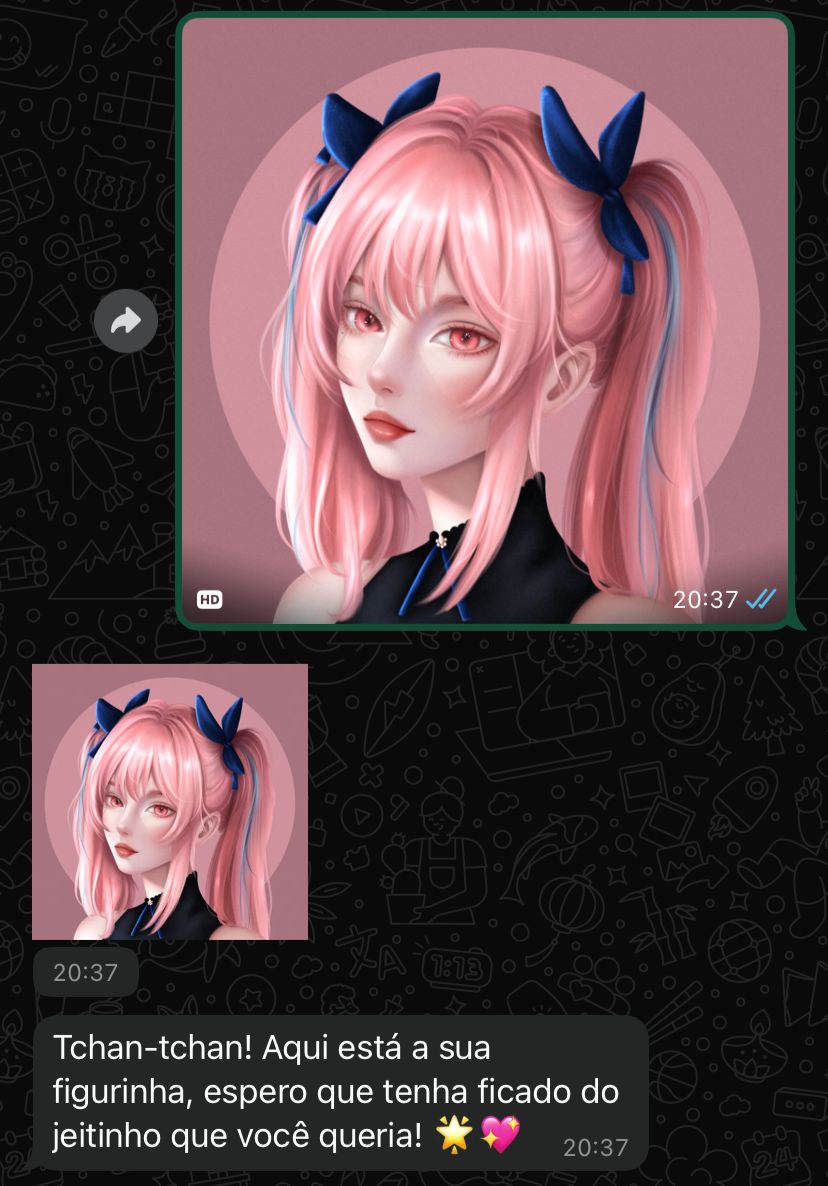 HD
20:37
20:37
Tchan-tchan! Aqui está a sua
figurinha, espero que tenha ficado do
jeitinho que você queria! 🌟💖
20:37